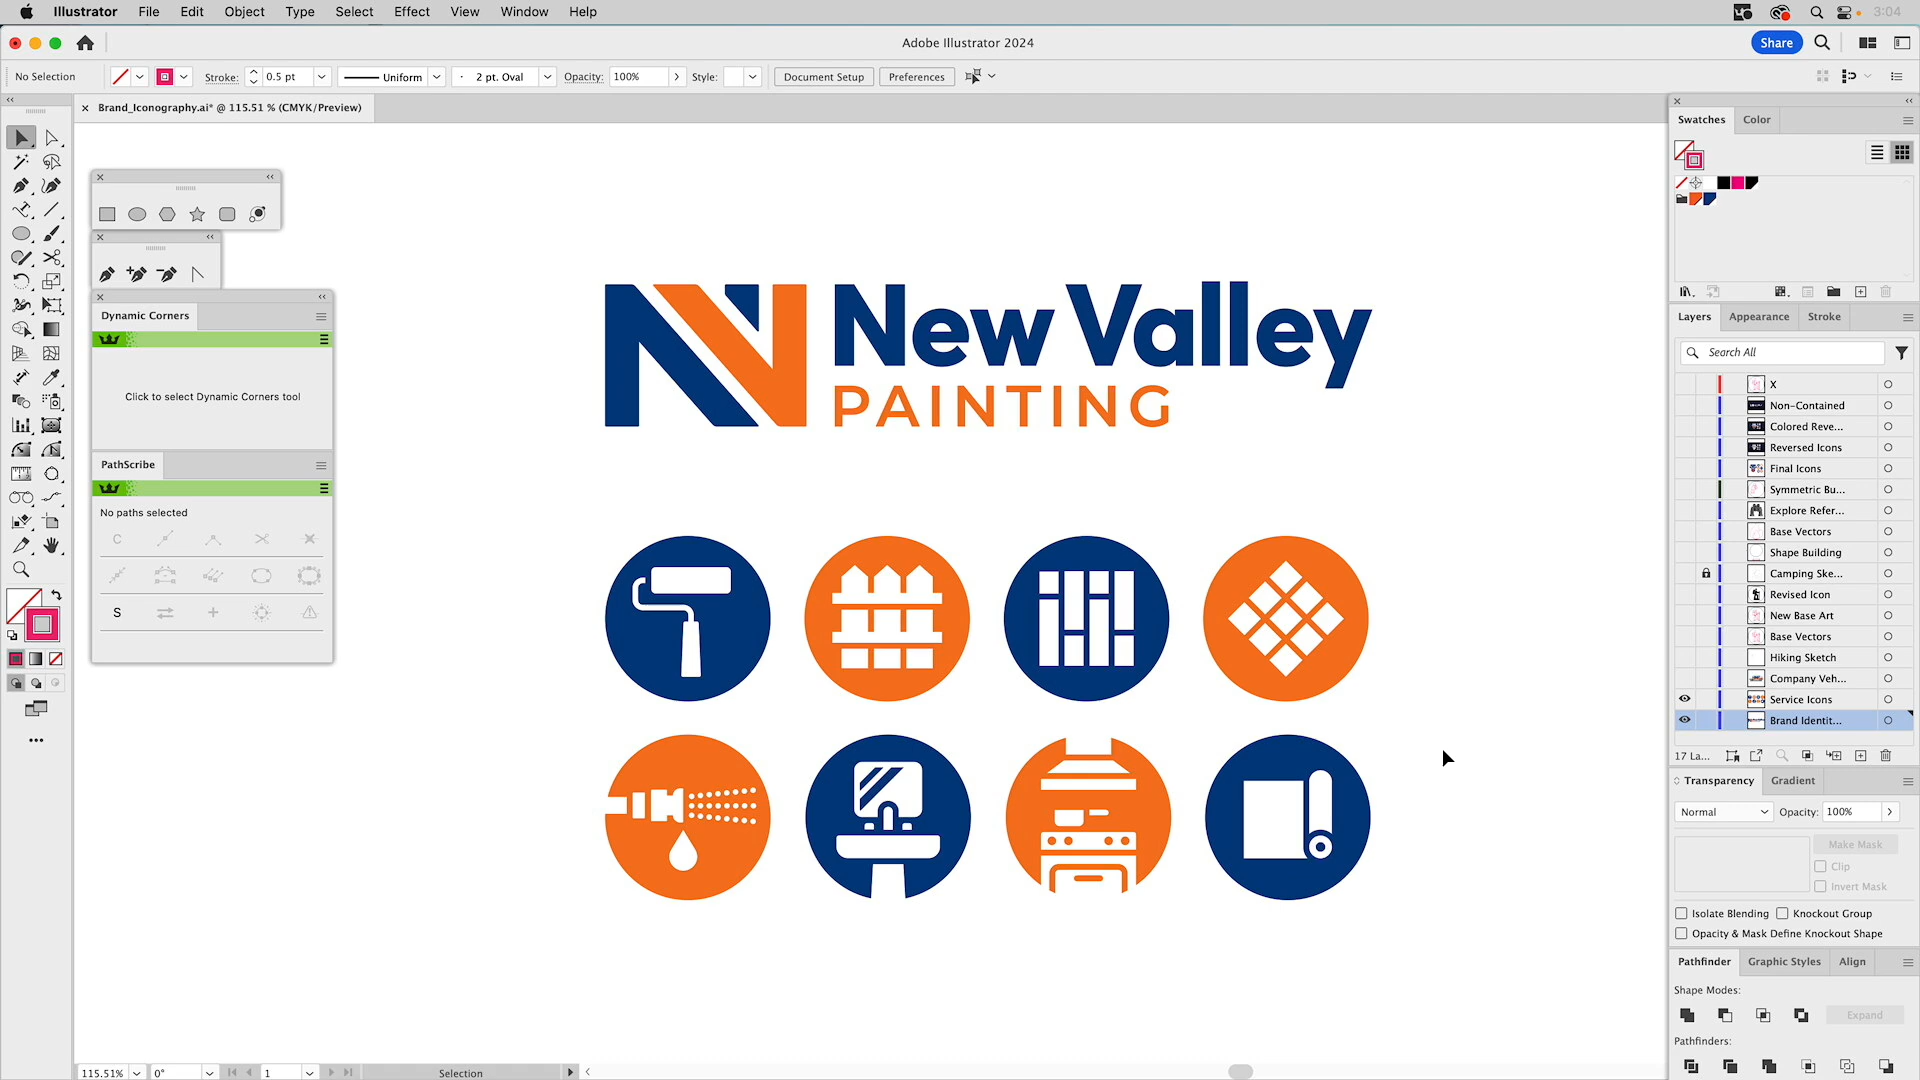 Illustrator File Edit Object Type Select Effect View Window Help 3:04
Adobe Illustrator 2024
Share
No Selection Stroke: 0.5 pt Uniform 2 pt. Oval Opacity: 100% Style: Document Setup Preferences
Brand_Iconography.ai* @ 115.51 % (CMYK/Preview)
Swatches Color
Dynamic Corners
Click to select Dynamic Corners tool
PathScribe
No paths selected
C
S
New Valley
PAINTING
Layers Appearance Stroke
Search All
X
Non-Contained
Colored Reve...
Reversed Icons
Final Icons
Symmetric Bu...
Explore Refer...
Base Vectors
Shape Building
Camping Ske...
Revised Icon
New Base Art
Base Vectors
Hiking Sketch
Company Veh...
Service Icons
Brand Identit...
17 La...
Transparency Gradient
Normal Opacity: 100%
Make Mask
Clip
Invert Mask
Isolate Blending Knockout Group
Opacity & Mask Define Knockout Shape
Pathfinder Graphic Styles Align
Shape Modes:
Expand
Pathfinders:
115.51% 0° 1 Selection